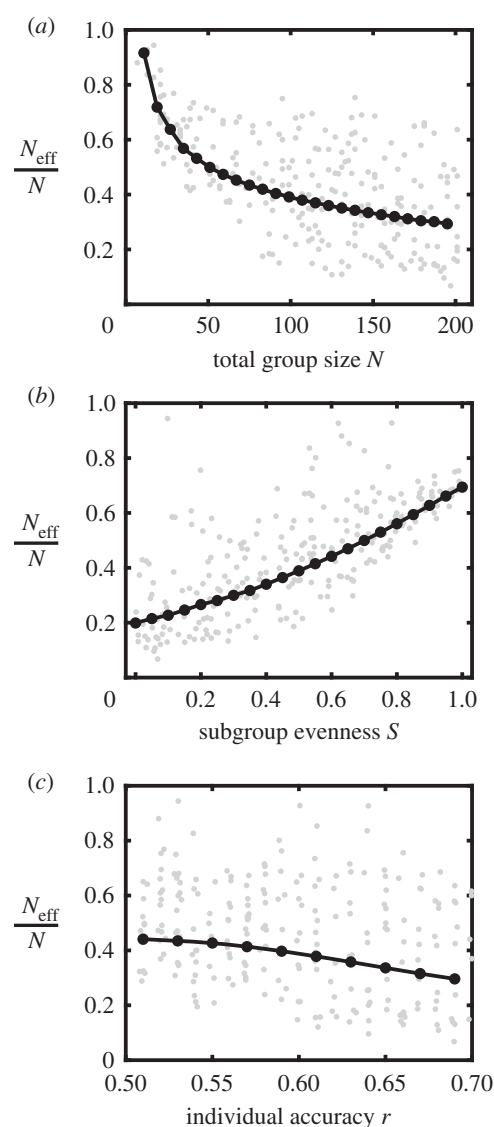 (a)
1.0
0.8
0.6
0.4
0.2
N_eff
N
0 50 100 150 200
total group size N
(b)
1.0
0.8
0.6
0.4
0.2
N_eff
N
0 0.2 0.4 0.6 0.8 1.0
subgroup evenness S
(c)
1.0
0.8
0.6
0.4
0.2
0
N_eff
N
0.50 0.55 0.60 0.65 0.70
individual accuracy r